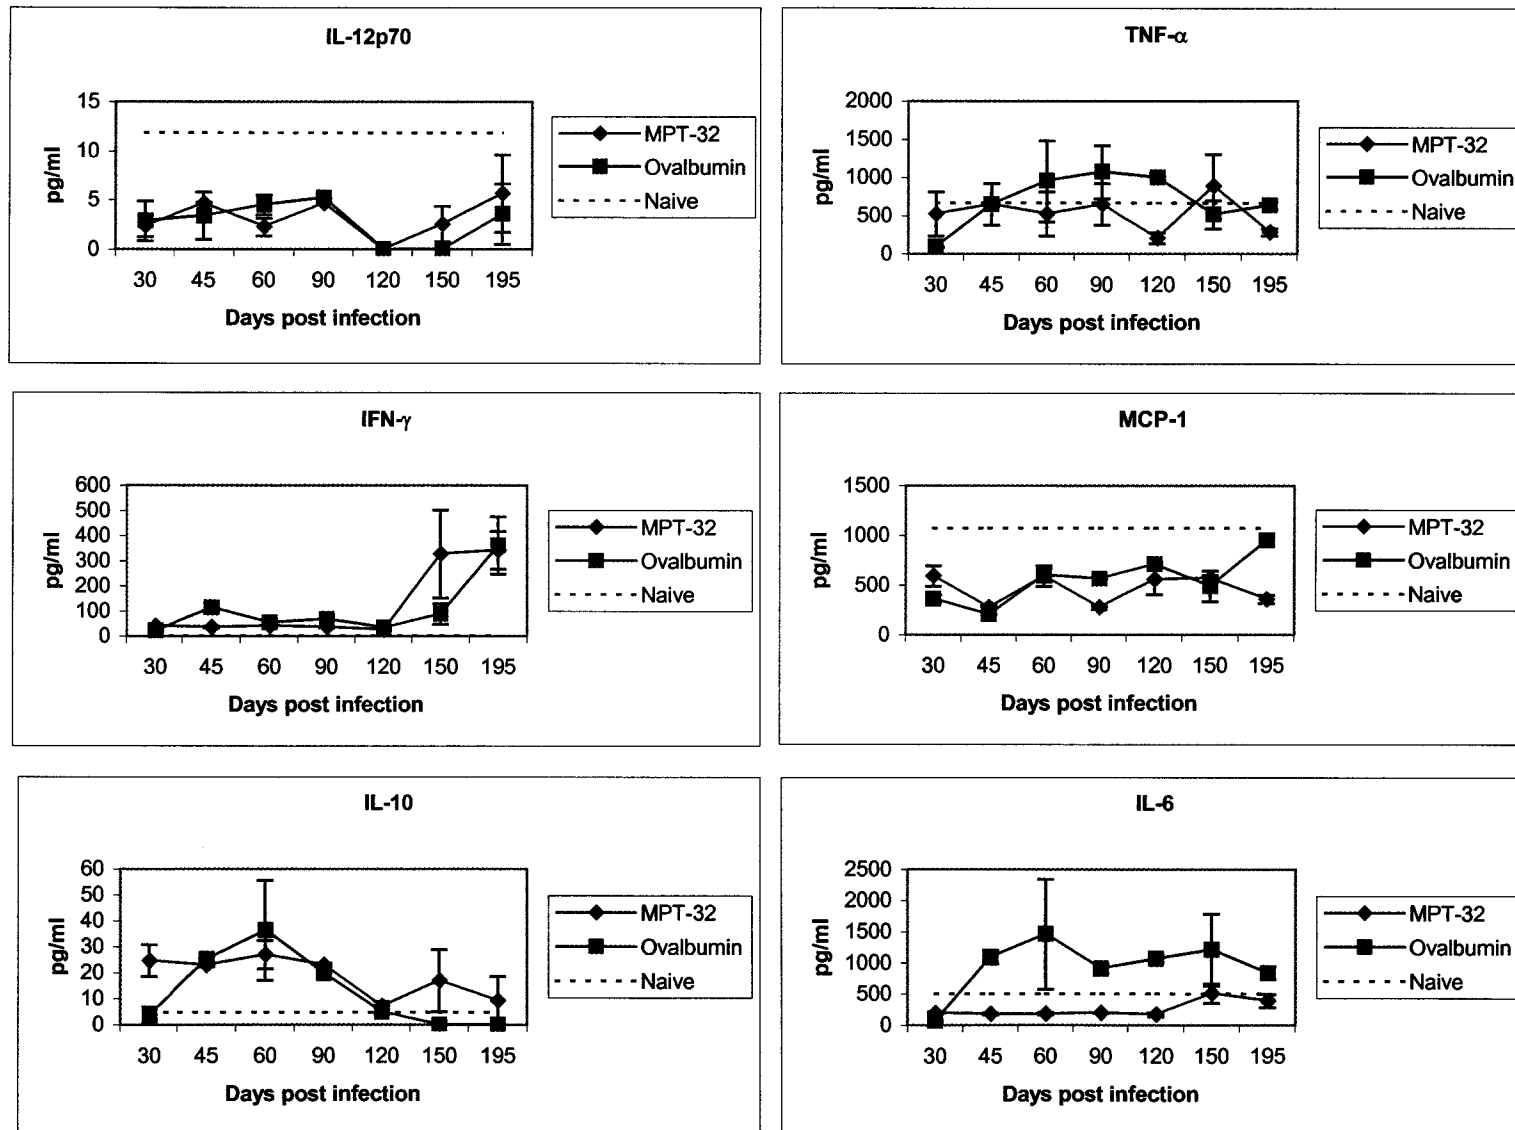 IL-12p70
15
10
5
0
pg/ml
30 45 60 90 120 150 195
Days post infection
MPT-32
Ovalbumin
Naive
TNF-α
2000
1500
1000
500
0
pg/ml
30 45 60 90 120 150 195
Days post infection
MPT-32
Ovalbumin
Naive
IFN-γ
600
500
400
300
200
100
0
pg/ml
30 45 60 90 120 150 195
Days post infection
MPT-32
Ovalbumin
Naive
MCP-1
1500
1000
500
0
pg/ml
30 45 60 90 120 150 195
Days post infection
MPT-32
Ovalbumin
Naive
IL-10
60
50
40
30
20
10
0
pg/ml
30 45 60 90 120 150 195
Days post infection
MPT-32
Ovalbumin
Naive
IL-6
2500
2000
1500
1000
500
0
pg/ml
30 45 60 90 120 150 195
Days post infection
MPT-32
Ovalbumin
Naive